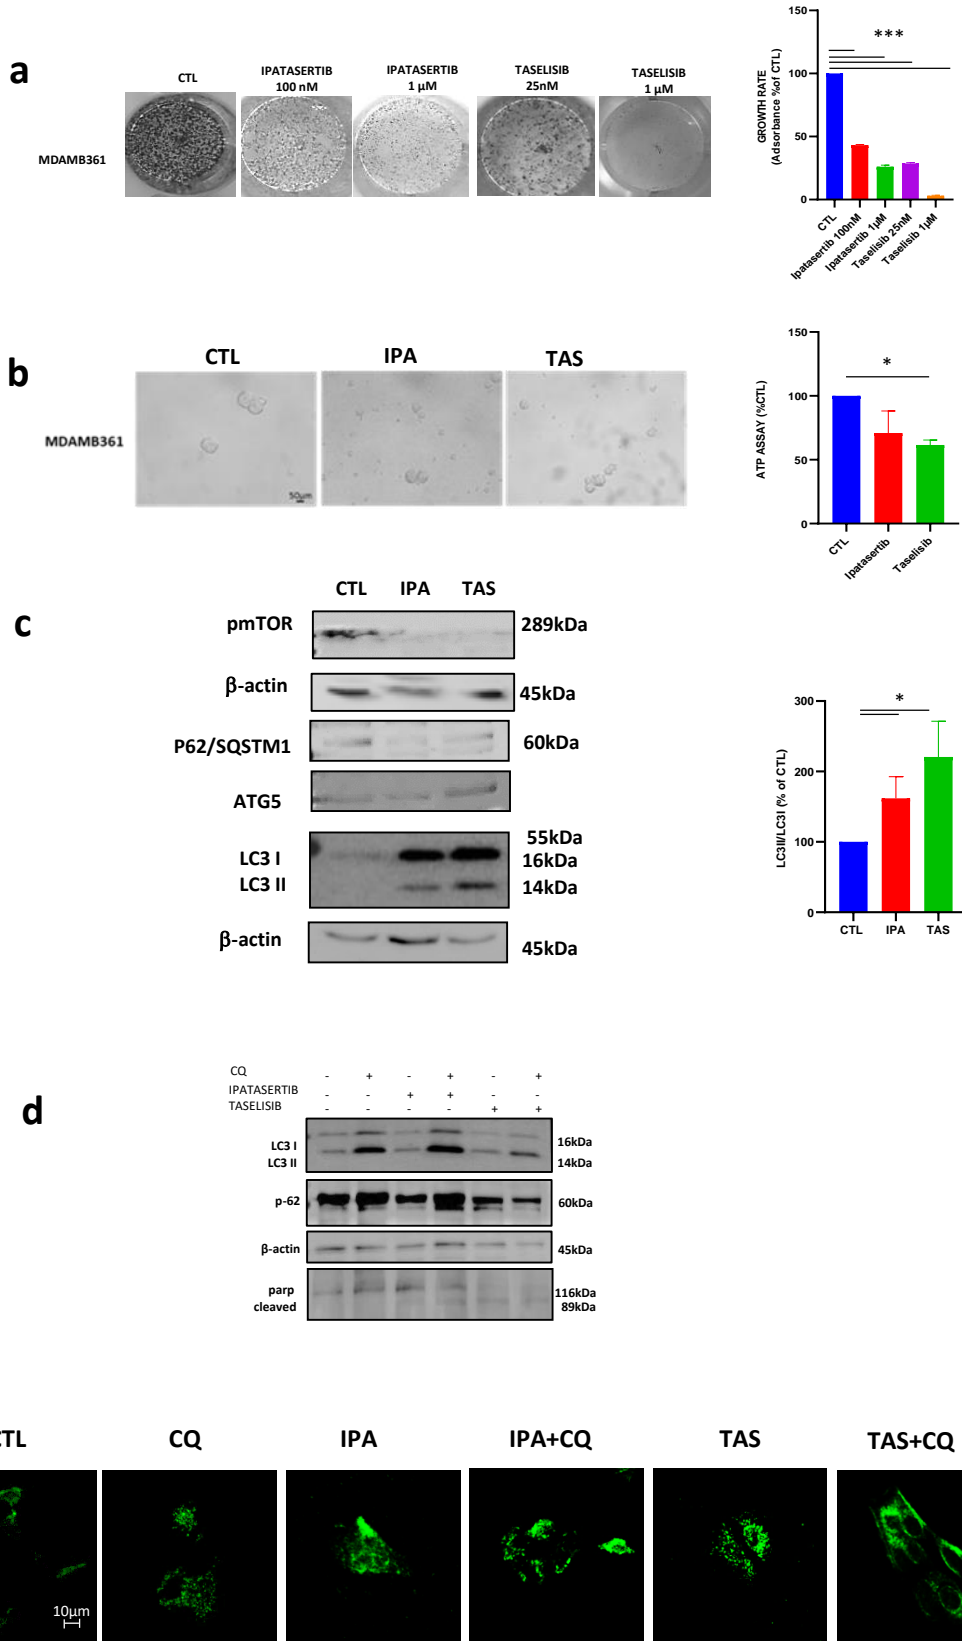 a
CTL
IPATASERTIB
100 nM
IPATASERTIB
1 µM
TASELISIB
25nM
TASELISIB
1 µM
MDAMB361
GROWTH RATE
(Adsorbance %of CTL)
150
100
50
0
***
CTL
Ipatasertib 100nM
Ipatasertib 1µM
Taselisib 25nM
Taselisib 1µM
b
CTL
IPA
TAS
MDAMB361
50µm
ATP ASSAY (%CTL)
150
100
50
0
*
CTL
Ipatasertib
Taselisib
c
CTL
IPA
TAS
pmTOR
289kDa
β-actin
45kDa
P62/SQSTM1
60kDa
ATG5
55kDa
LC3 I
16kDa
LC3 II
14kDa
β-actin
45kDa
LC3II/LC3I (% of CTL)
300
200
100
0
*
CTL
IPA
TAS
d
CQ - + - + - +
IPATASERTIB - - + + - -
TASELISIB - - - - + +
LC3 I
16kDa
LC3 II
14kDa
p-62
60kDa
β-actin
45kDa
parp
116kDa
cleaved
89kDa
CTL
CQ
IPA
IPA+CQ
TAS
TAS+CQ
10µm